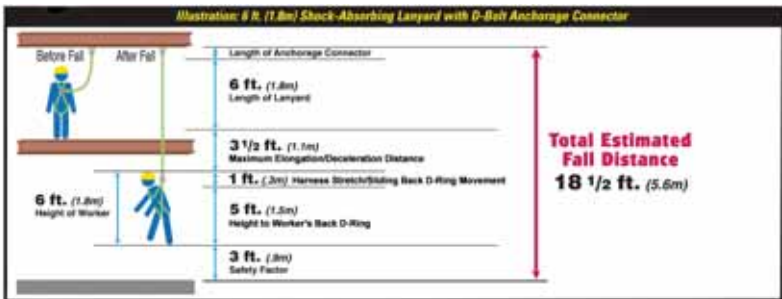 Illustration: 6 ft. (1.8m) Shock-Absorbing Lanyard with D-Bolt Anchorage Connector
Before Fall
After Fall
Length of Anchorage Connector
6 ft. (1.8m)
Length of Lanyard
3 1/2 ft. (1.1m)
Maximum Elongation/Deceleration Distance
1 ft. (.3m) Harness Stretch/Sliding Back D-Ring Movement
6 ft. (1.8m)
Height of Worker
5 ft. (1.5m)
Height to Worker's Back D-Ring
3 ft. (.9m)
Safety Factor
Total Estimated
Fall Distance
18 1/2 ft. (5.6m)